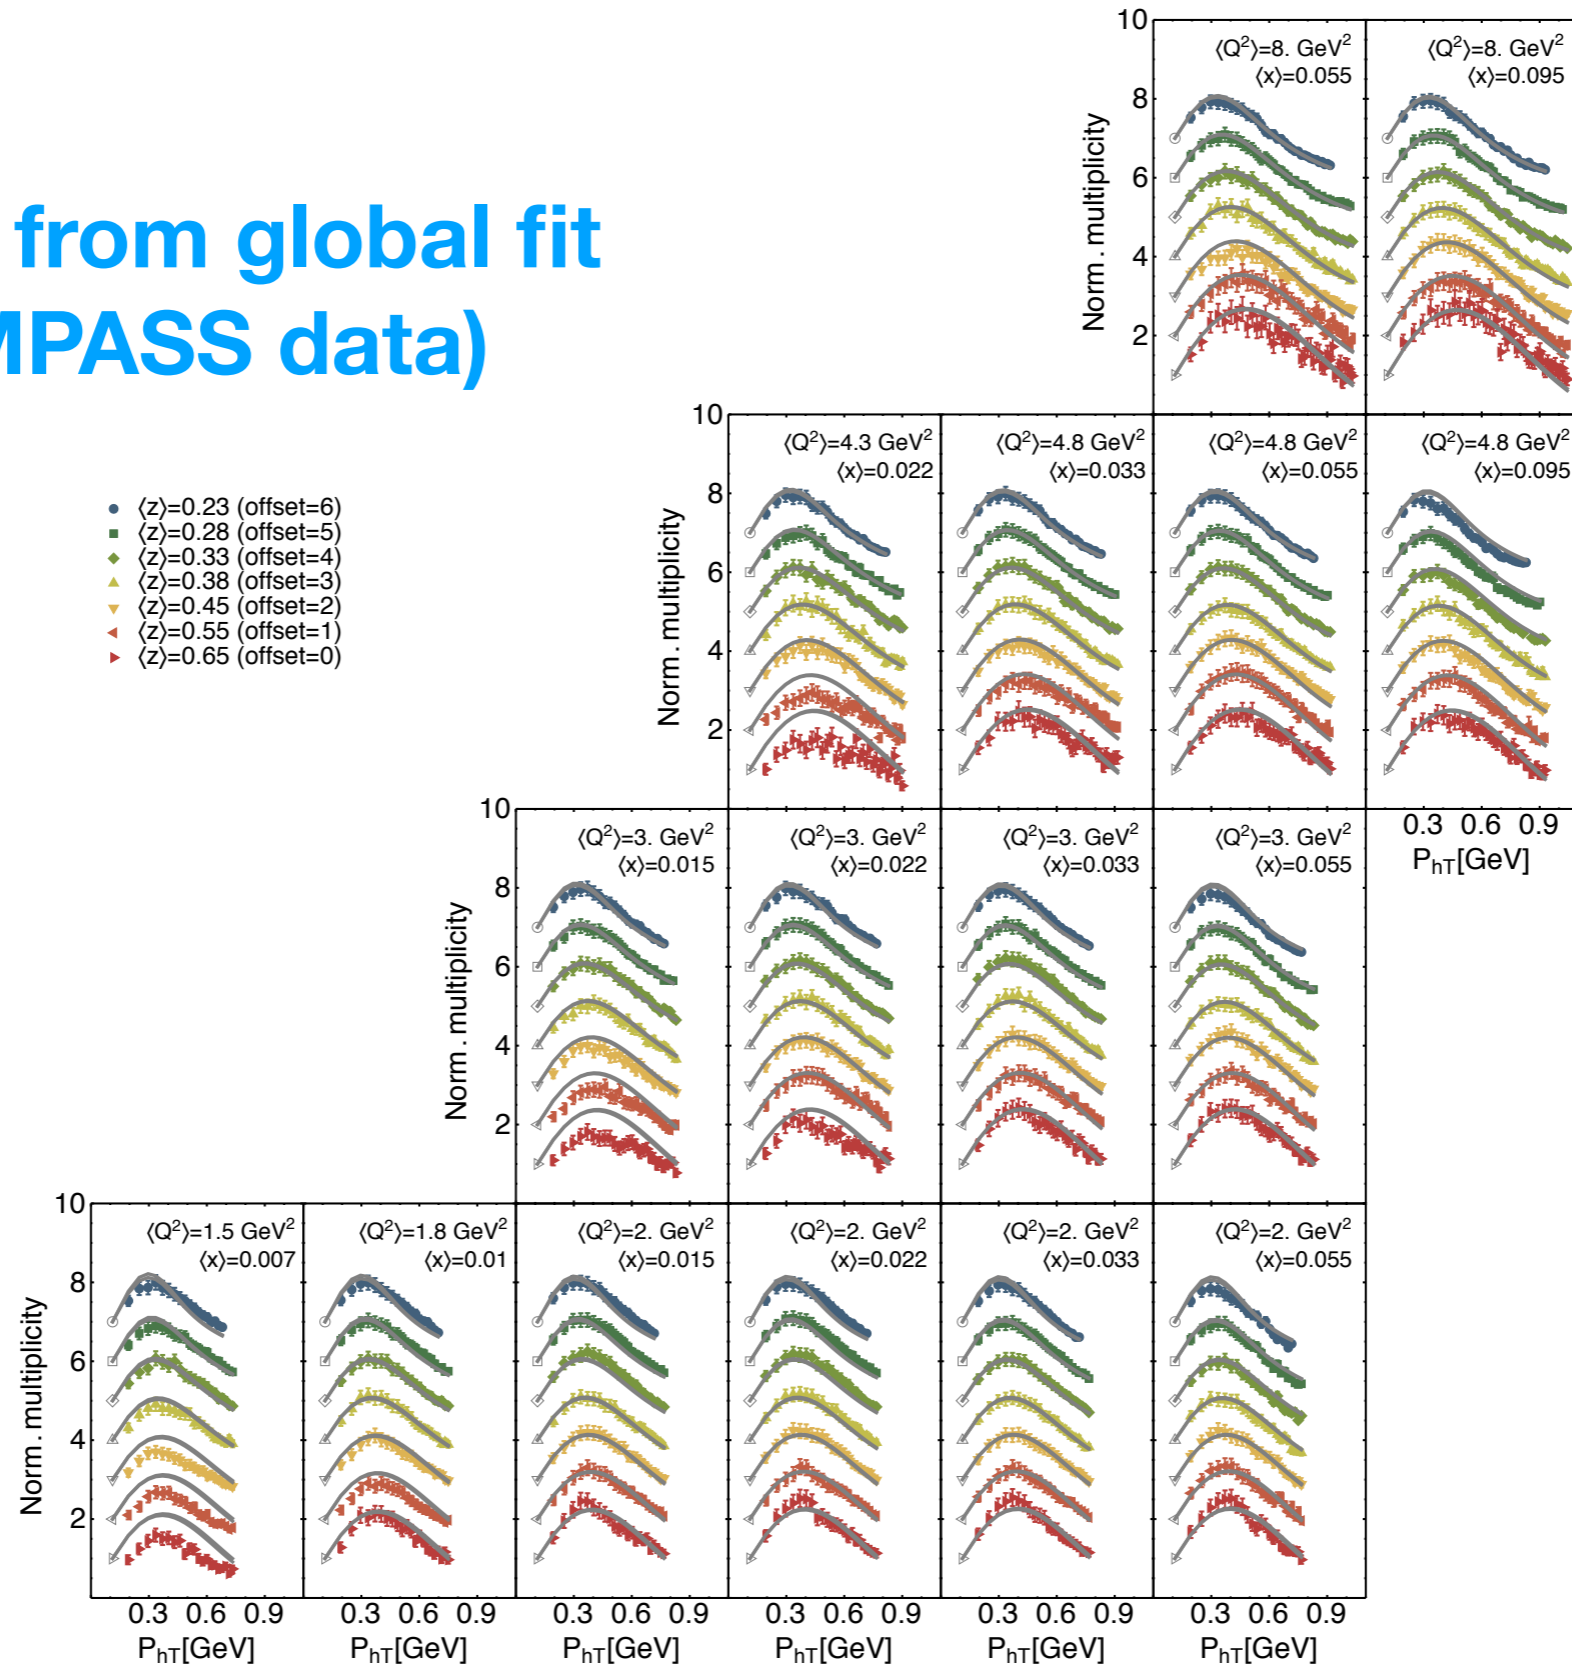 10
⟨Q²⟩=8. GeV² ⟨Q²⟩=8. GeV²
⟨x⟩=0.055 ⟨x⟩=0.095
8
6
4
2
Norm. multiplicity
from global fit
MPASS data)
⟨z⟩=0.23 (offset=6)
⟨z⟩=0.28 (offset=5)
⟨z⟩=0.33 (offset=4)
⟨z⟩=0.38 (offset=3)
⟨z⟩=0.45 (offset=2)
⟨z⟩=0.55 (offset=1)
⟨z⟩=0.65 (offset=0)
10
⟨Q²⟩=4.3 GeV² ⟨Q²⟩=4.8 GeV² ⟨Q²⟩=4.8 GeV² ⟨Q²⟩=4.8 GeV²
⟨x⟩=0.022 ⟨x⟩=0.033 ⟨x⟩=0.055 ⟨x⟩=0.095
8
6
4
2
Norm. multiplicity
0.3 0.6 0.9
P_hT[GeV]
10
⟨Q²⟩=3. GeV² ⟨Q²⟩=3. GeV² ⟨Q²⟩=3. GeV² ⟨Q²⟩=3. GeV²
⟨x⟩=0.015 ⟨x⟩=0.022 ⟨x⟩=0.033 ⟨x⟩=0.055
8
6
4
2
Norm. multiplicity
10
⟨Q²⟩=1.5 GeV² ⟨Q²⟩=1.8 GeV² ⟨Q²⟩=2. GeV² ⟨Q²⟩=2. GeV² ⟨Q²⟩=2. GeV² ⟨Q²⟩=2. GeV²
⟨x⟩=0.007 ⟨x⟩=0.01 ⟨x⟩=0.015 ⟨x⟩=0.022 ⟨x⟩=0.033 ⟨x⟩=0.055
8
6
4
2
Norm. multiplicity
0.3 0.6 0.9 0.3 0.6 0.9 0.3 0.6 0.9 0.3 0.6 0.9 0.3 0.6 0.9 0.3 0.6 0.9
P_hT[GeV] P_hT[GeV] P_hT[GeV] P_hT[GeV] P_hT[GeV] P_hT[GeV]